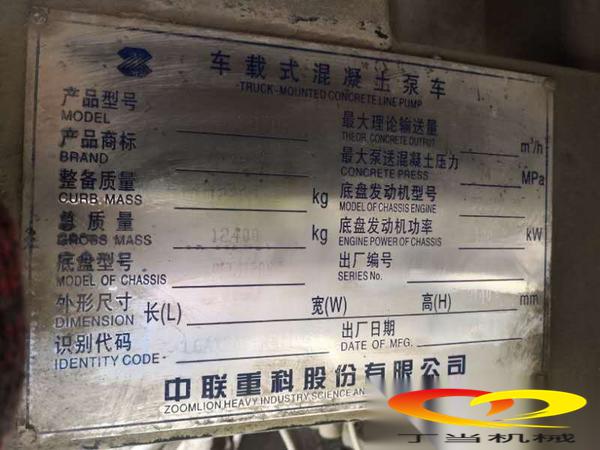 车载式混凝土泵车
TRUCK-MOUNTED CONCRETE LINE PUMP
产品型号
MODEL
最大理论输送量 m³/h
THEOR. CONCRETE OUTPUT
产品商标
BRAND
最大泵送混凝土压力 MPa
CONCRETE PRESS
整备质量 kg
CURB. MASS
底盘发动机型号
MODEL OF CHASSIS ENGINE
总质量 12400 kg
GROSS MASS
底盘发动机功率 kW
ENGINE POWER OF CHASSIS
底盘型号
MODEL OF CHASSIS
出厂编号
SERIES No.
外形尺寸 长(L) 宽(W) 高(H) mm
DIMENSION
识别代码
IDENTITY CODE
出厂日期
DATE OF MFG.
中联重科股份有限公司
ZOOMLION HEAVY INDUSTRY SCIENCE AN
丁当机械